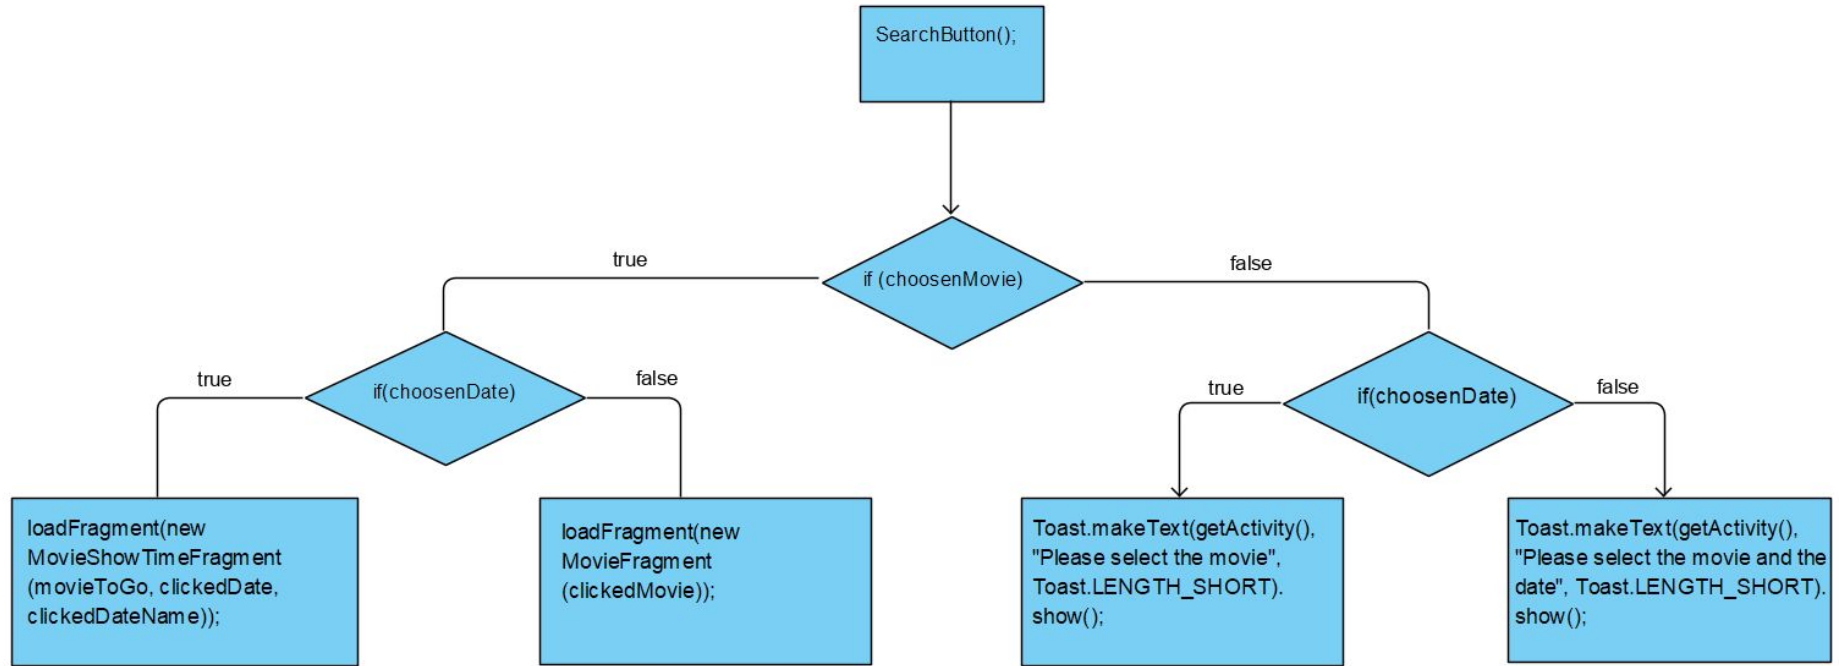 SearchButton();
true
if (choosenMovie)
false
true
if(choosenDate)
false
true
if(choosenDate)
false
loadFragment(new
MovieShowTimeFragment
(movieToGo, clickedDate,
clickedDateName));
loadFragment(new
MovieFragment
(clickedMovie));
Toast.makeText(getActivity(),
"Please select the movie",
Toast.LENGTH_SHORT).
show();
Toast.makeText(getActivity(),
"Please select the movie and the
date", Toast.LENGTH_SHORT).
show();